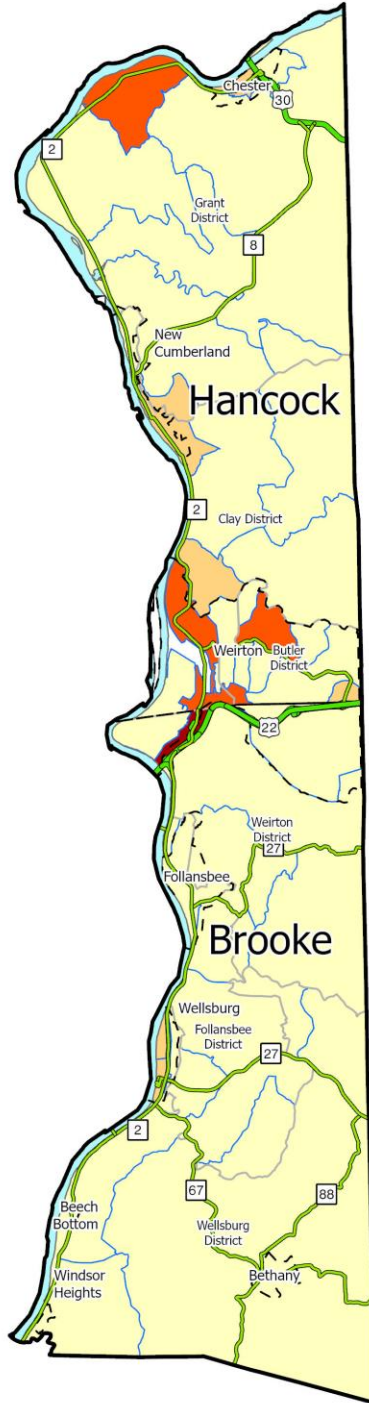 Chester
30
2
Grant
District
8
New
Cumberland
Hancock
2
Clay District
Weirton
Butler
District
22
Weirton
District
27
Follansbee
Brooke
Wellsburg
Follansbee
District
27
2
67
88
Beech
Bottom
Wellsburg
District
Windsor
Heights
Bethany